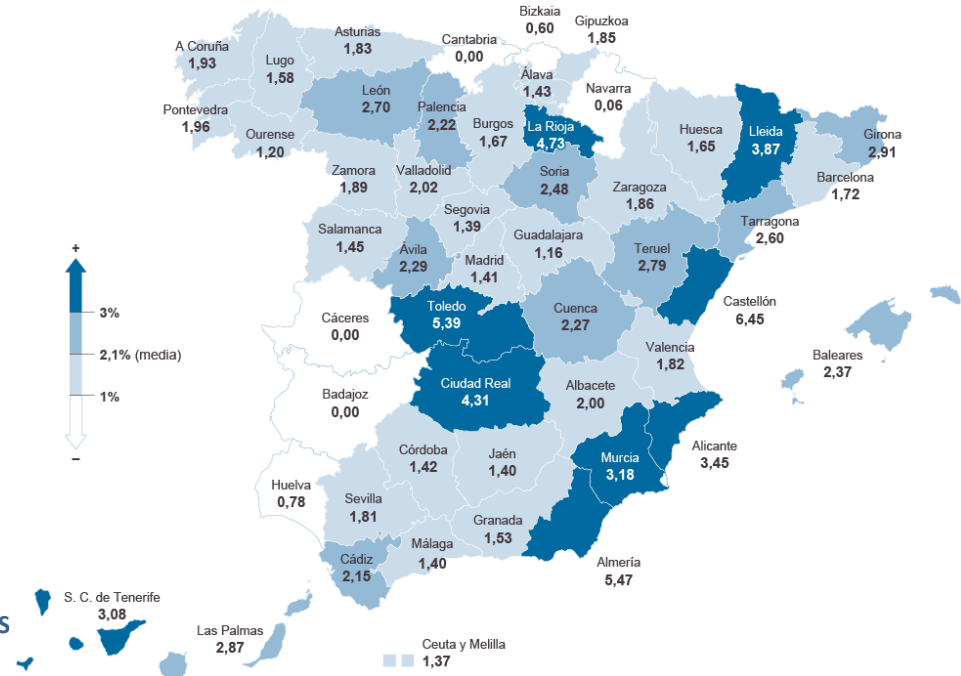 Bizkaia
0,60
Gipuzkoa
1,85
Asturias
1,83
Cantabria
0,00
A Coruña
1,93
Lugo
1,58
Álava
1,43
Navarra
0,06
León
2,70
Palencia
2,22
Pontevedra
1,96
Burgos
1,67
La Rioja
4,73
Huesca
1,65
Lleida
3,87
Girona
2,91
Ourense
1,20
Zamora
1,89
Valladolid
2,02
Soria
2,48
Zaragoza
1,86
Barcelona
1,72
Segovia
1,39
Salamanca
1,45
Guadalajara
1,16
Tarragona
2,60
Ávila
2,29
Madrid
1,41
Teruel
2,79
+
3%
2,1% (media)
1%
–
Cáceres
0,00
Toledo
5,39
Cuenca
2,27
Castellón
6,45
Valencia
1,82
Baleares
2,37
Badajoz
0,00
Ciudad Real
4,31
Albacete
2,00
Córdoba
1,42
Jaén
1,40
Murcia
3,18
Alicante
3,45
Huelva
0,78
Sevilla
1,81
Granada
1,53
Málaga
1,40
Cádiz
2,15
Almería
5,47
S. C. de Tenerife
3,08
s
Las Palmas
2,87
Ceuta y Melilla
1,37